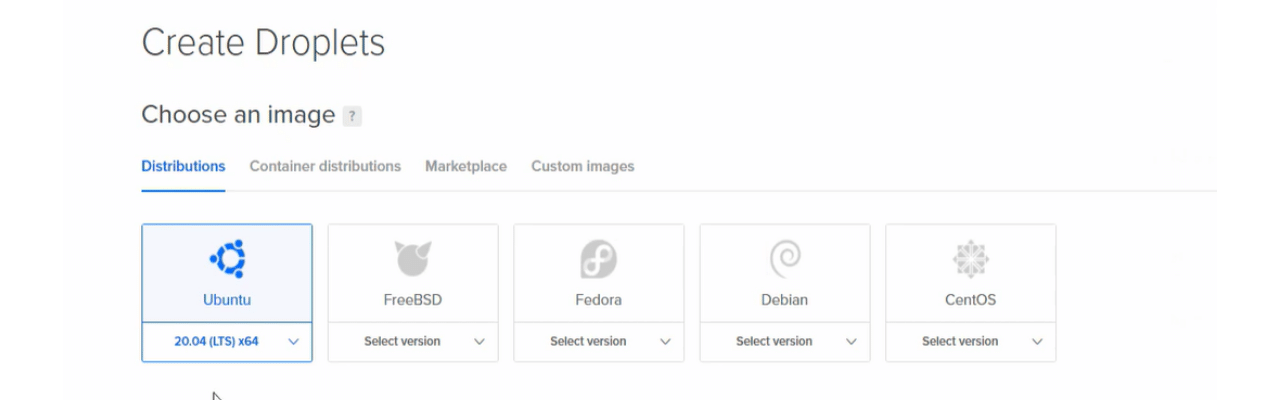 Create Droplets
Choose an image ?
Distributions Container distributions Marketplace Custom images
Ubuntu FreeBSD Fedora Debian CentOS
20.04 (LTS) x64 Select version Select version Select version Select version